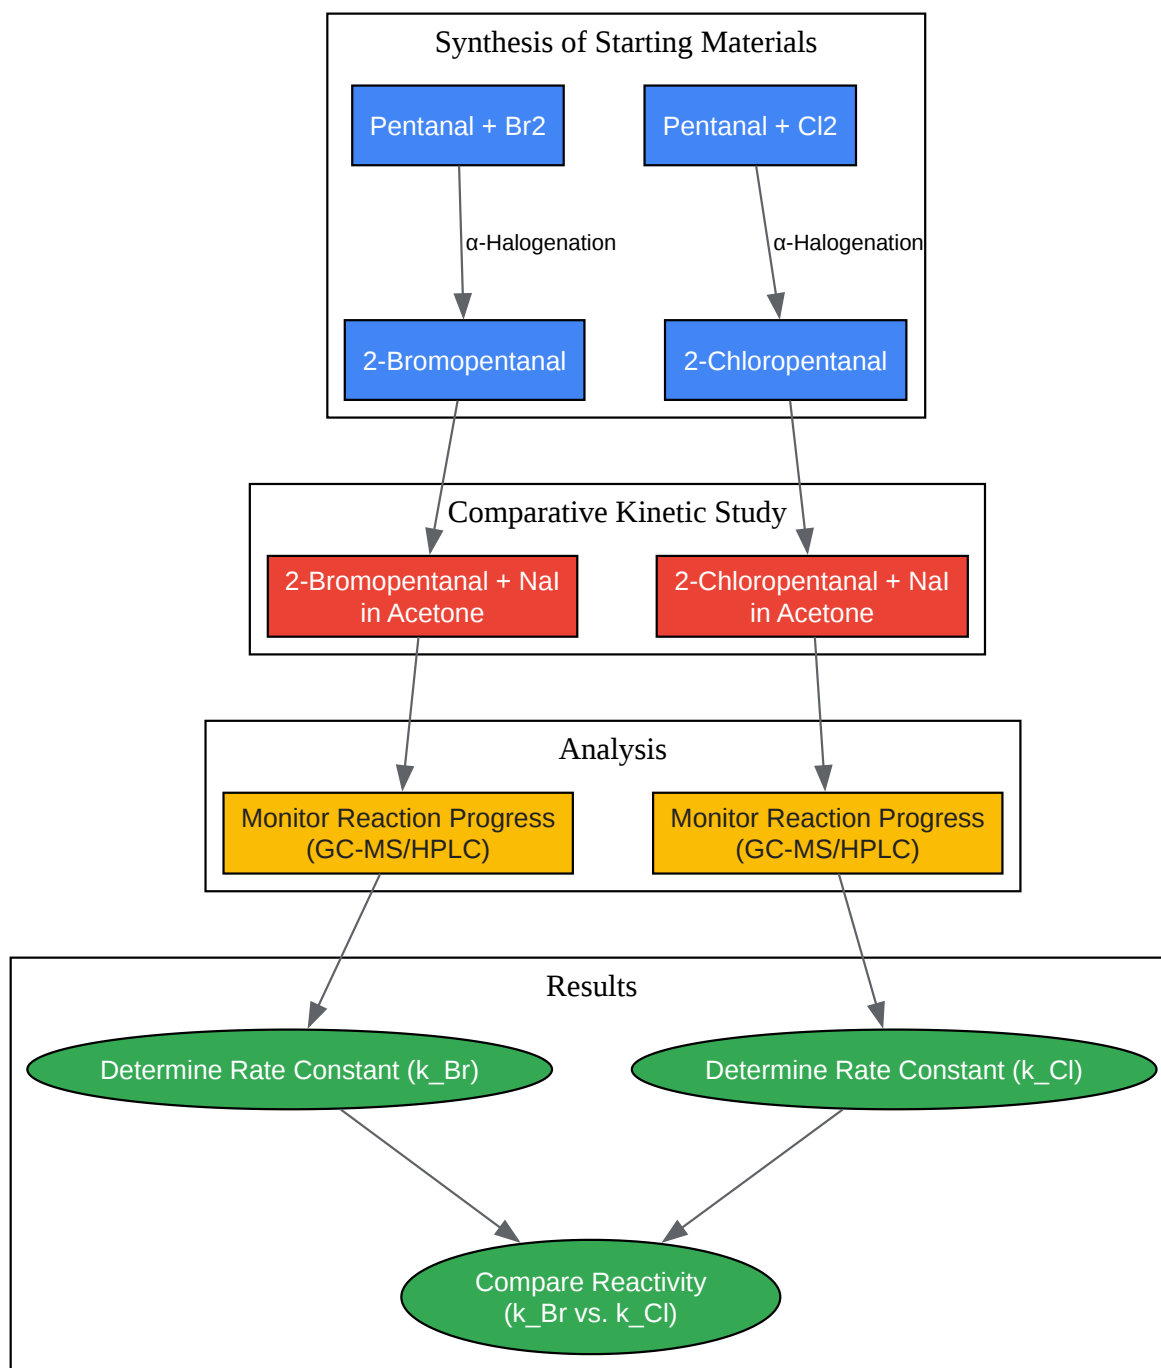 Synthesis of Starting Materials
Pentanal + Br2
Pentanal + Cl2
α-Halogenation
α-Halogenation
2-Bromopentanal
2-Chloropentanal
Comparative Kinetic Study
2-Bromopentanal + NaI
in Acetone
2-Chloropentanal + NaI
in Acetone
Analysis
Monitor Reaction Progress
(GC-MS/HPLC)
Monitor Reaction Progress
(GC-MS/HPLC)
Results
Determine Rate Constant (k_Br)
Determine Rate Constant (k_Cl)
Compare Reactivity
(k_Br vs. k_Cl)